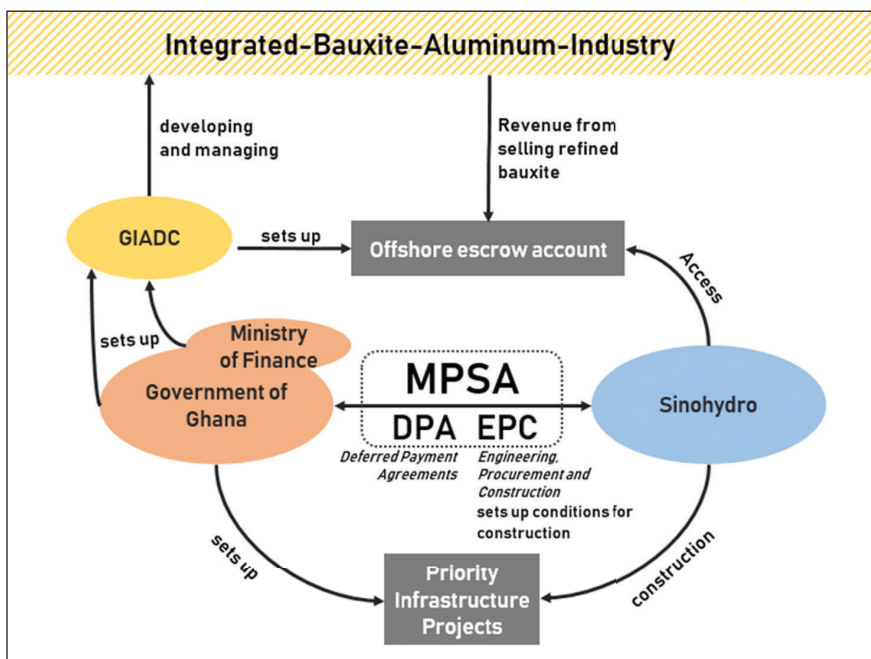 Integrated-Bauxite-Aluminum-Industry
developing
and managing
Revenue from
selling refined
bauxite
GIADC
sets up
Offshore escrow account
Access
sets up
Ministry
of Finance
Government of
Ghana
MPSA
DPA EPC
Sinohydro
Deferred Payment
Agreements
Engineering,
Procurement and
Construction
sets up conditions for
construction
sets up
construction
Priority
Infrastructure
Projects